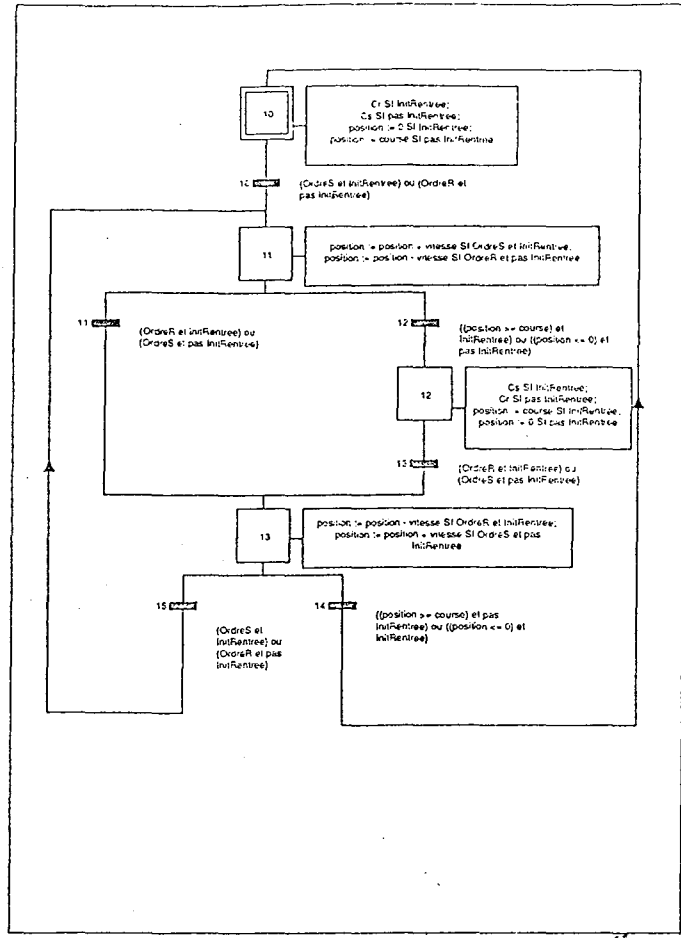 10
Cr SI InitRentree;
Cs SI pas InitRentree;
position := 0 SI InitRentree;
position := course SI pas InitRentree
10
{OrdreS et InitRentree} ou {OrdreR et
pas InitRentree}
11
position := position + vitesse SI OrdreS et InitRentree;
position := position - vitesse SI OrdreR et pas InitRentree
11
{OrdreR et InitRentree} ou
{OrdreS et pas InitRentree}
12
{(position >= course) et
InitRentree} ou {(position <= 0) et
pas InitRentree}
12
Cs SI InitRentree;
Cr SI pas InitRentree;
position := course SI InitRentree;
position := 0 SI pas InitRentree
13
{OrdreR et InitRentree} ou
{OrdreS et pas InitRentree}
13
position := position - vitesse SI OrdreR et InitRentree;
position := position + vitesse SI OrdreS et pas
InitRentree
15
{OrdreS et
InitRentree} ou
{OrdreR et pas
InitRentree}
14
{(position >= course} et pas
InitRentree} ou {(position <= 0) et
InitRentree}